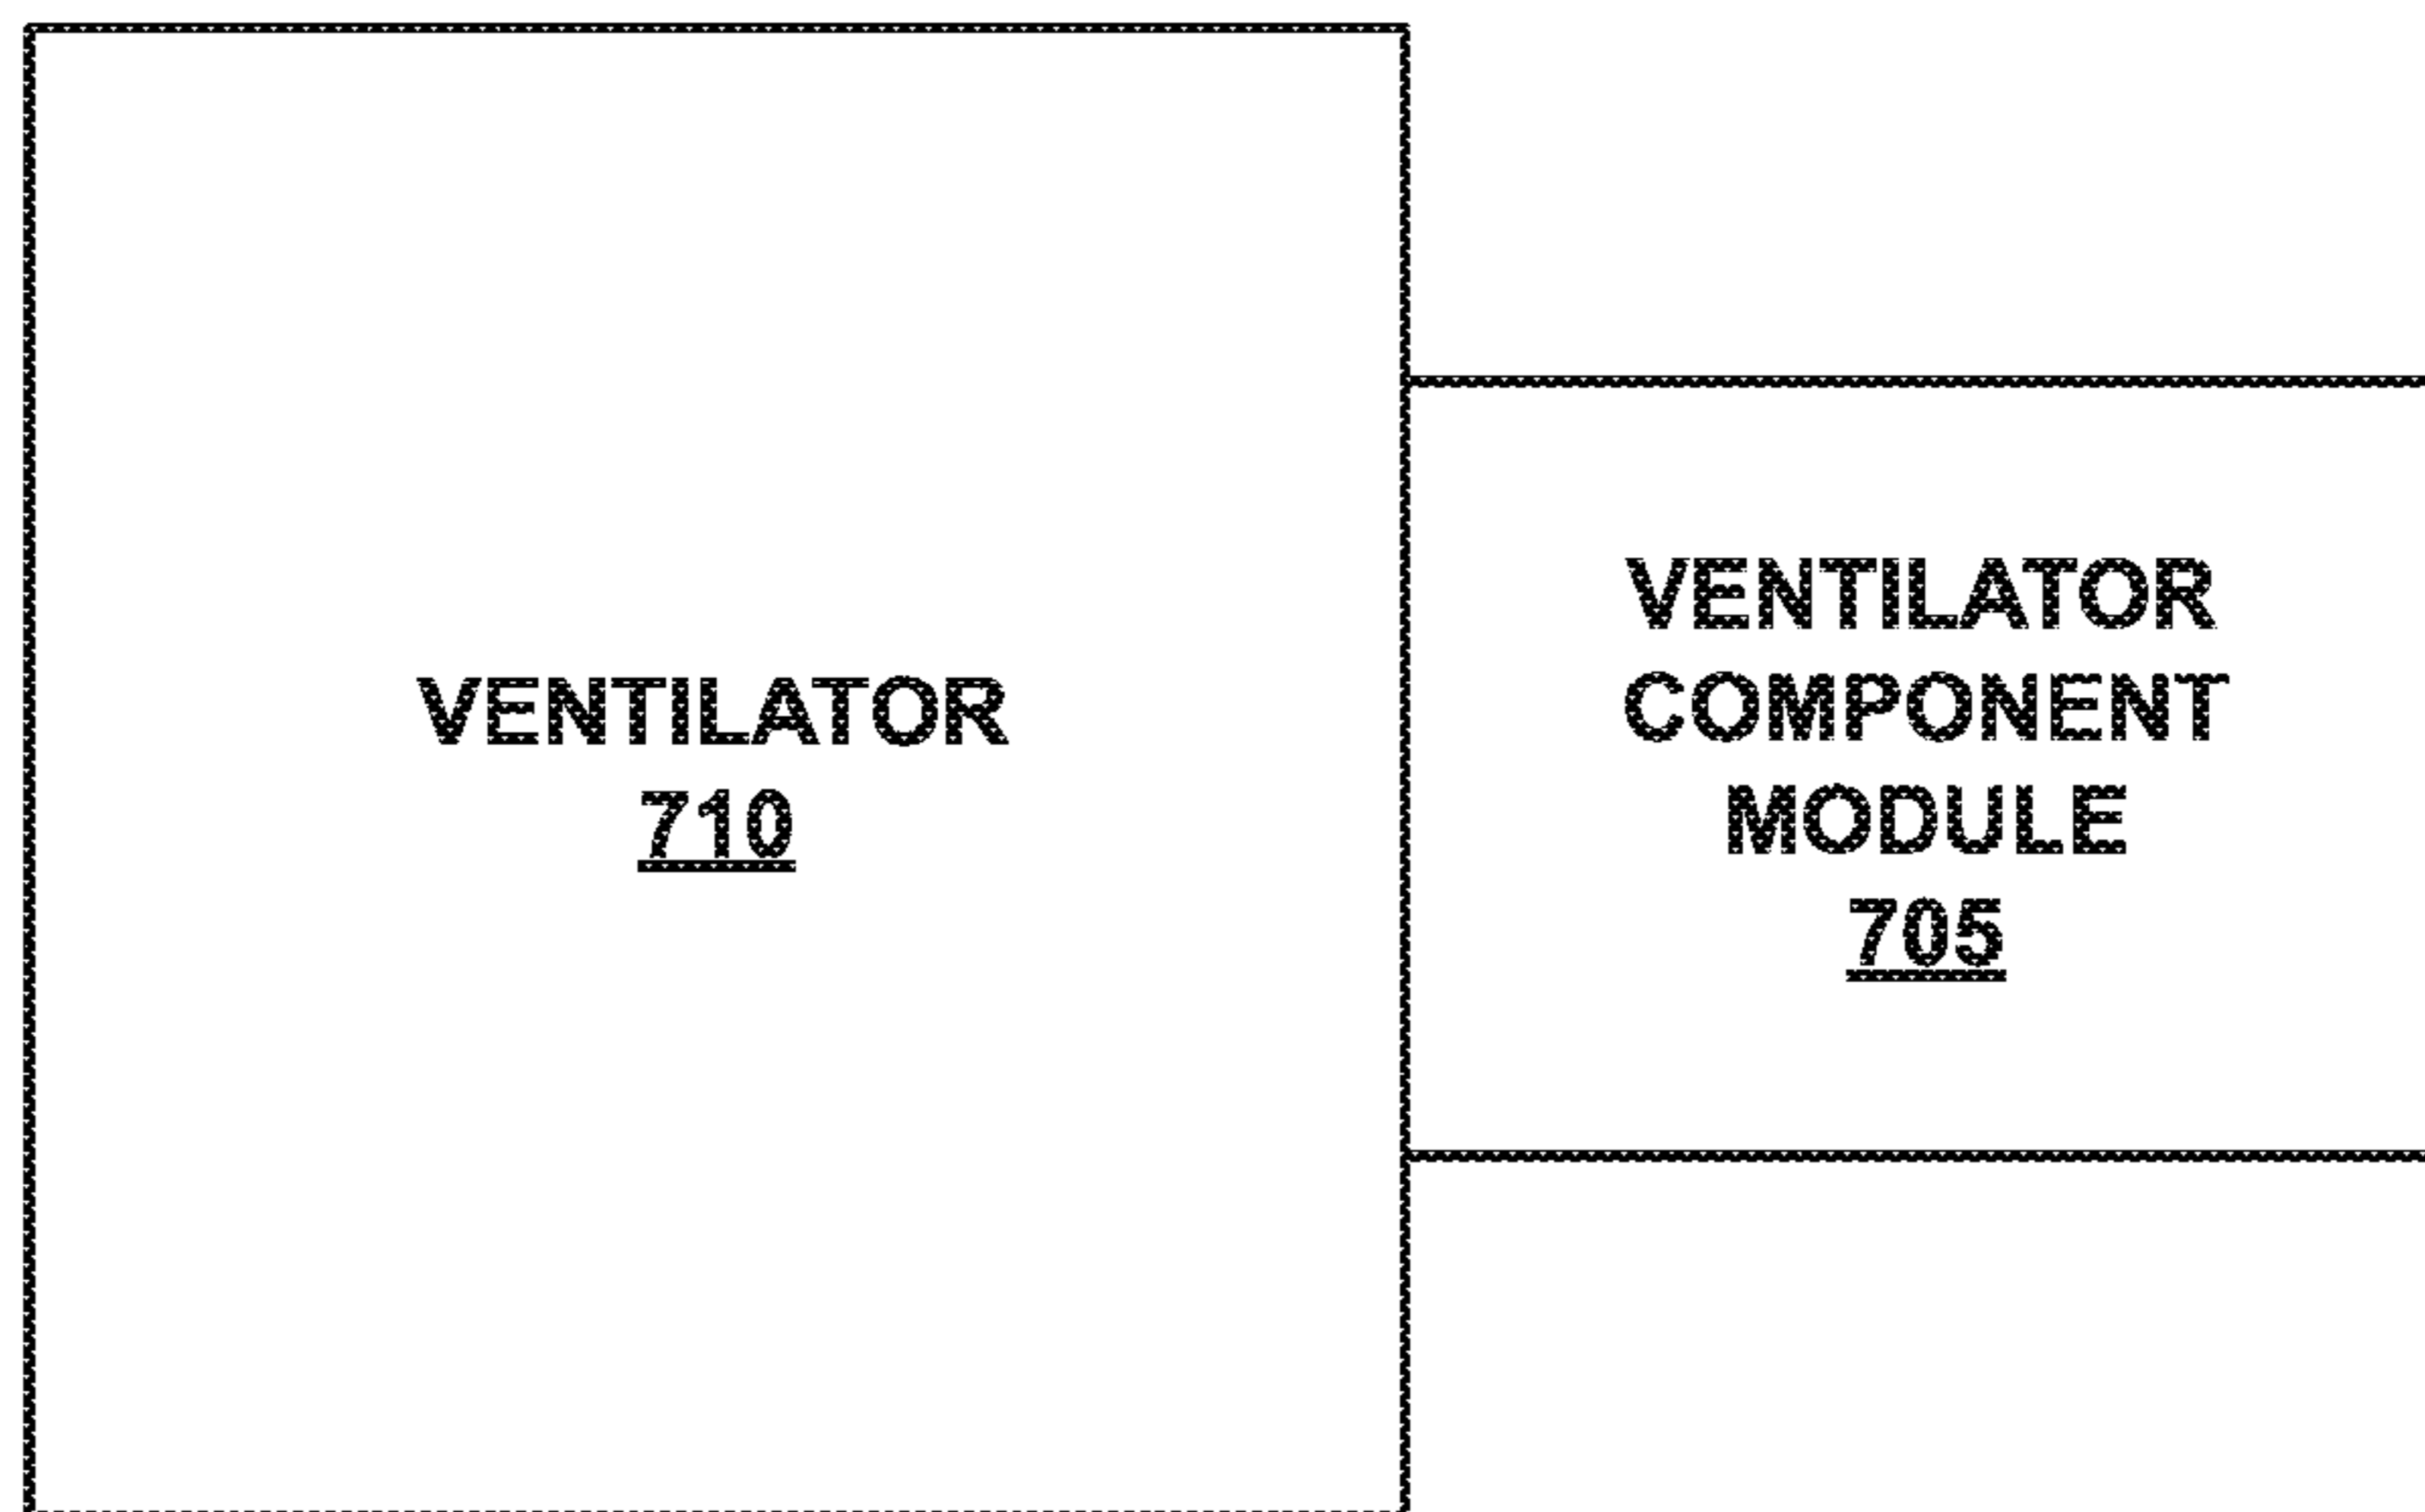 VENTILATOR
710
VENTILATOR
COMPONENT
MODULE
705